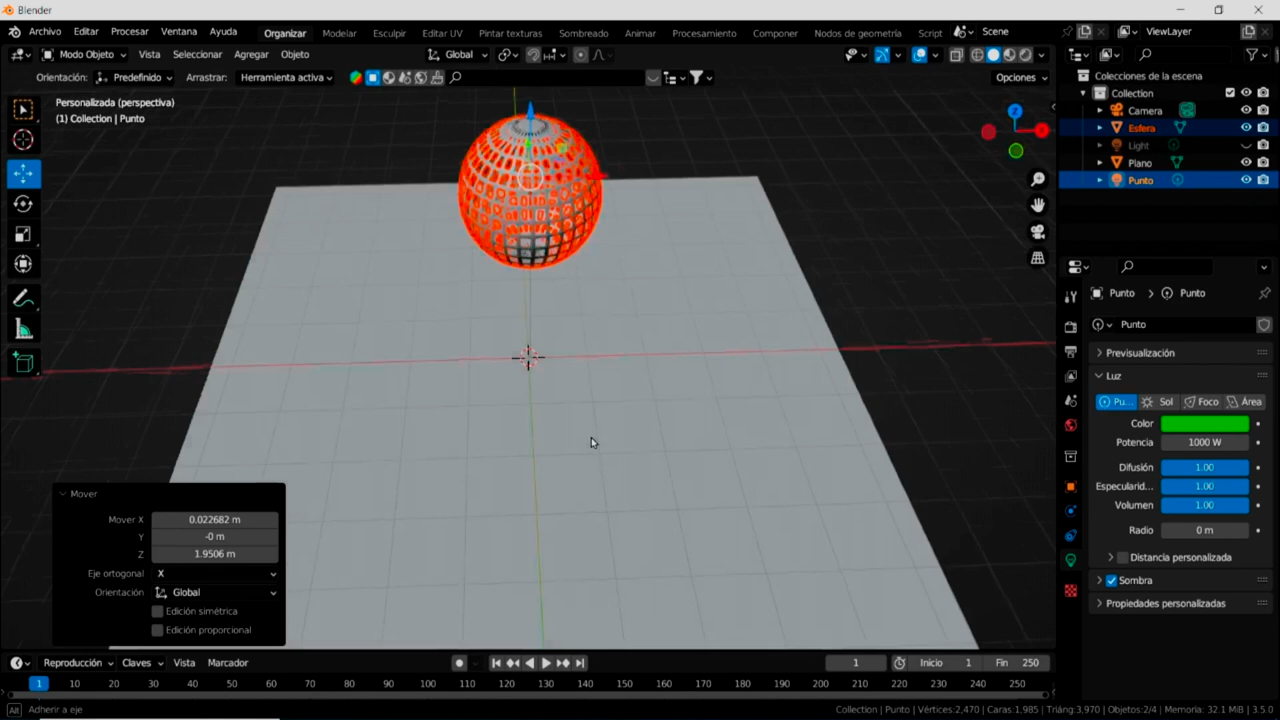 Blender
Archivo Editar Procesar Ventana Ayuda Organizar Modelar Esculpir Editar UV Pintar texturas Sombreado Animar Procesamiento Componer Nodos de geometría Script Scene ViewLayer
Modo Objeto Vista Seleccionar Agregar Objeto Global
Orientación: Predefinido Arrastrar: Herramienta activa Opciones
Personalizada (perspectiva)
(1) Collection | Punto
Z
Colecciones de la escena
Collection
Camera
Esfera
Light
Plano
Punto
Punto Punto
Punto
Previsualización
Luz
Pu... Sol Foco Área
Color
Potencia 1000 W
Difusión 1.00
Especularid... 1.00
Volumen 1.00
Radio 0 m
Distancia personalizada
Sombra
Propiedades personalizadas
Mover
Mover X 0.022682 m
Y -0 m
Z 1.9506 m
Eje ortogonal X
Orientación Global
Edición simétrica
Edición proporcional
Reproducción Claves Vista Marcador 1 Inicio 1 Fin 250
1 10 20 30 40 50 60 70 80 90 100 110 120 130 140 150 160 170 180 190 200 210 220 230 240 250
Alt Adherir a eje Collection | Punto | Vértices:2,470 | Caras:1,985 | Triáng:3,970 | Objetos:2/4 | Memoria: 32.1 MiB | 3.5.0